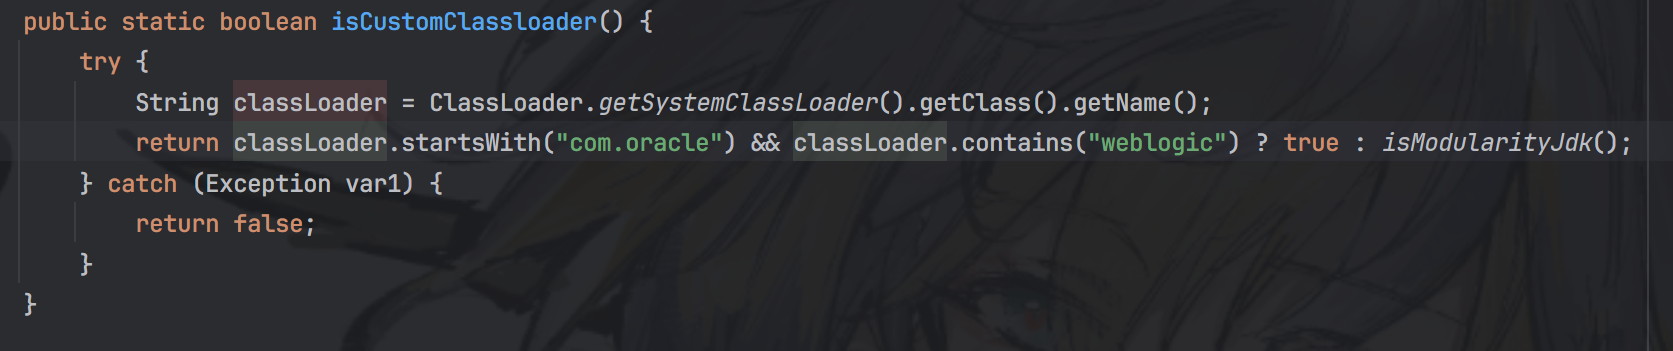 public static boolean isCustomClassloader() {
    try {
        String classLoader = ClassLoader.getSystemClassLoader().getClass().getName();
        return classLoader.startsWith("com.oracle") && classLoader.contains("weblogic") ? true : isModularityJdk();
    } catch (Exception var1) {
        return false;
    }
}